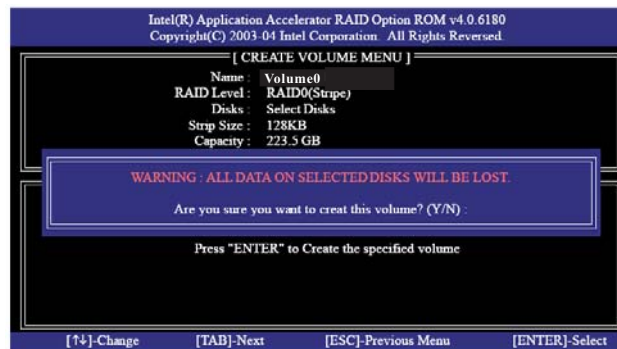 Intel(R) Application Accelerator RAID Option ROM v4.0.6180
Copyright(C) 2003-04 Intel Corporation. All Rights Reversed.
[ CREATE VOLUME MENU ]
Name : Volume0
RAID Level : RAID0(Stripe)
Disks : Select Disks
Strip Size : 128KB
Capacity : 223.5 GB
WARNING : ALL DATA ON SELECTED DISKS WILL BE LOST.
Are you sure you want to creat this volume? (Y/N) :
Press "ENTER" to Create the specified volume
[↑↓]-Change [TAB]-Next [ESC]-Previous Menu [ENTER]-Select